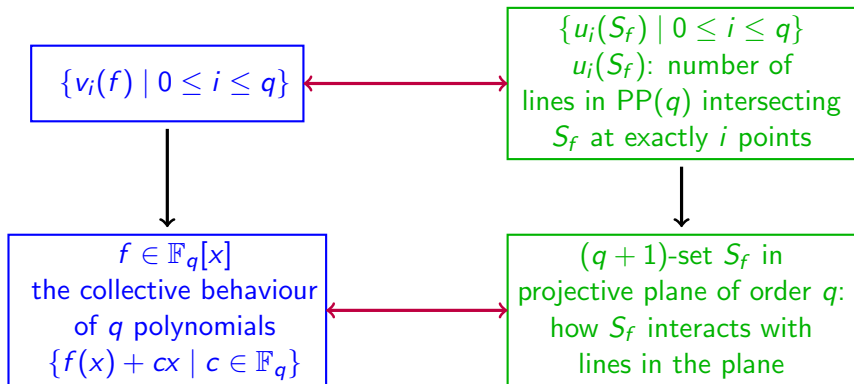 {v_i(f) | 0 ≤ i ≤ q}
{u_i(S_f) | 0 ≤ i ≤ q}
u_i(S_f): number of
lines in PP(q) intersecting
S_f at exactly i points
f ∈ 𝔽_q[x]
the collective behaviour
of q polynomials
{f(x) + cx | c ∈ 𝔽_q}
(q + 1)-set S_f in
projective plane of order q:
how S_f interacts with
lines in the plane